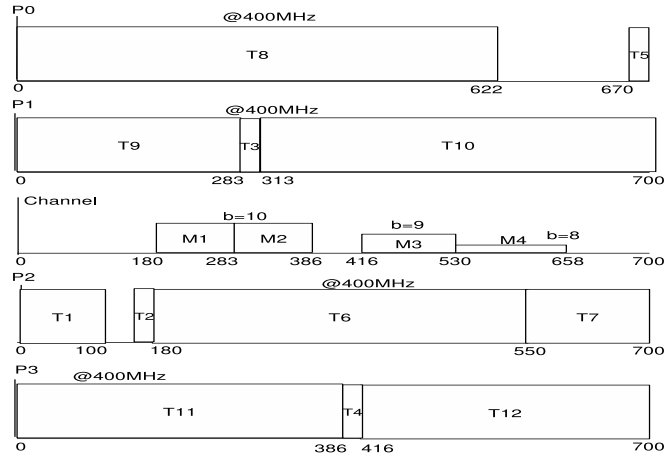 P0
@400MHz
T8
T5
0 622 670
P1
@400MHz
T9 T3 T10
0 283 313 700
Channel
b=10 b=9 b=8
M1 M2 M3 M4
0 180 283 386 416 530 658 700
P2
@400MHz
T1 T2 T6 T7
0 100 180 550 700
P3
@400MHz
T11 T4 T12
0 386 416 700